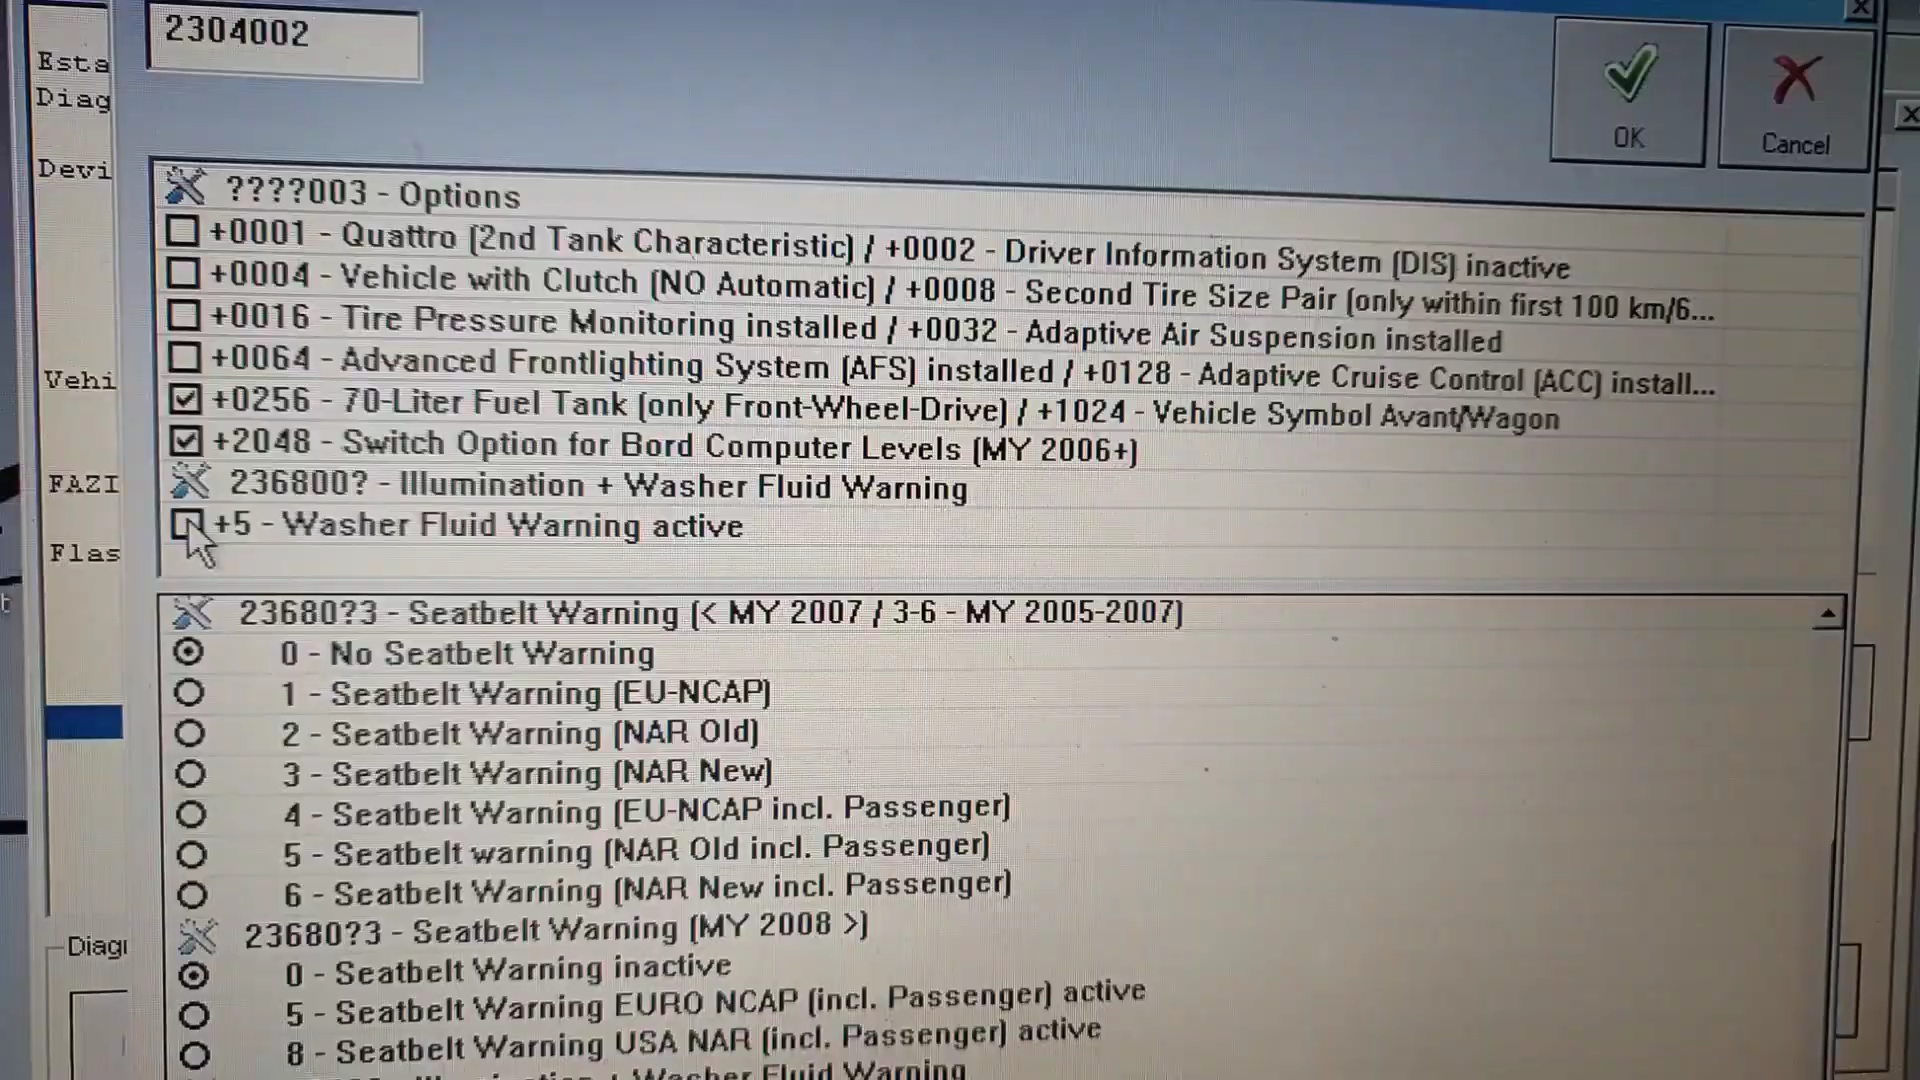 2304002
OK
Cancel
Esta
Diag
Devi
Vehi
FAZI
Flas
Diagr
????003 - Options
+0001 - Quattro (2nd Tank Characteristic) / +0002 - Driver Information System (DIS) inactive
+0004 - Vehicle with Clutch (NO Automatic) / +0008 - Second Tire Size Pair (only within first 100 km/6...
+0016 - Tire Pressure Monitoring installed / +0032 - Adaptive Air Suspension installed
+0064 - Advanced Frontlighting System (AFS) installed / +0128 - Adaptive Cruise Control (ACC) install...
+0256 - 70-Liter Fuel Tank (only Front-Wheel-Drive) / +1024 - Vehicle Symbol Avant/Wagon
+2048 - Switch Option for Bord Computer Levels (MY 2006+)
236800? - Illumination + Washer Fluid Warning
+5 - Washer Fluid Warning active
23680?3 - Seatbelt Warning (< MY 2007 / 3-6 - MY 2005-2007)
0 - No Seatbelt Warning
1 - Seatbelt Warning (EU-NCAP)
2 - Seatbelt Warning (NAR Old)
3 - Seatbelt Warning (NAR New)
4 - Seatbelt Warning (EU-NCAP incl. Passenger)
5 - Seatbelt warning (NAR Old incl. Passenger)
6 - Seatbelt Warning (NAR New incl. Passenger)
23680?3 - Seatbelt Warning (MY 2008 >)
0 - Seatbelt Warning inactive
5 - Seatbelt Warning EURO NCAP (incl. Passenger) active
8 - Seatbelt Warning USA NAR (incl. Passenger) active
+ Washer Fluid Warning